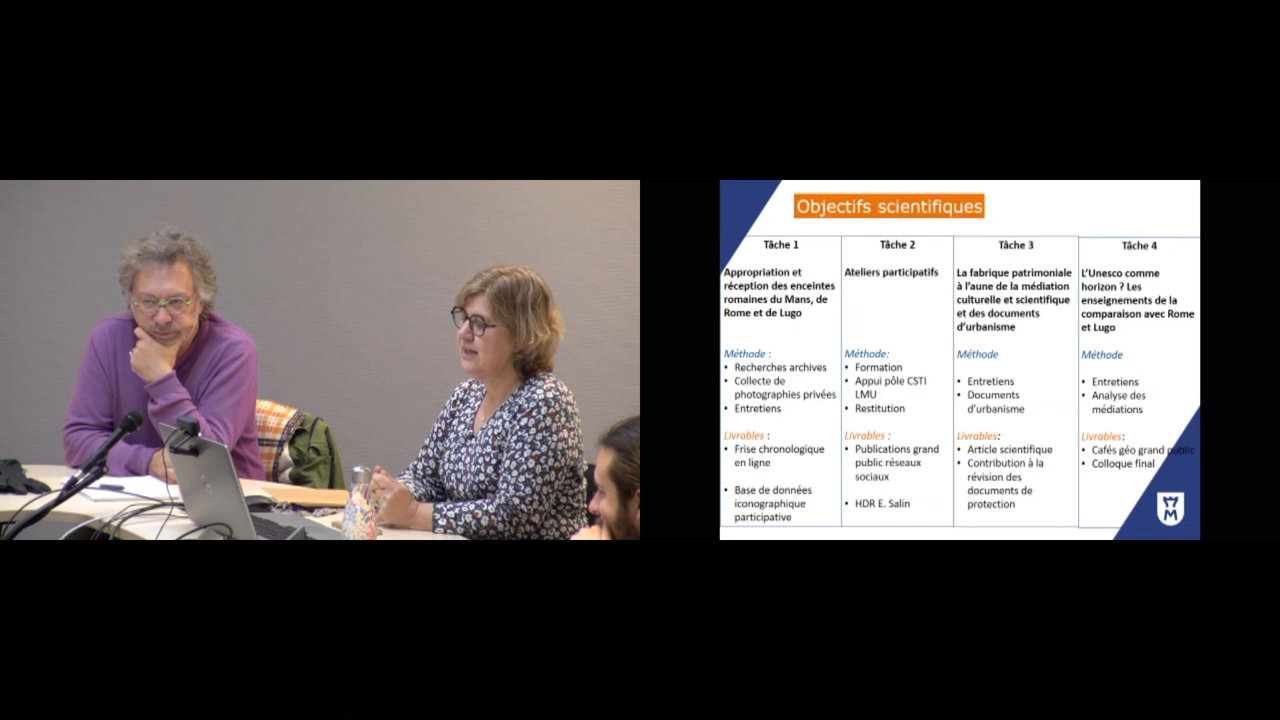 Objectifs scientifiques
Tâche 1
Appropriation et
réception des enceintes
romaines du Mans, de
Rome et de Lugo
Méthode :
• Recherches archives
• Collecte de
photographies privées
• Entretiens
Livrables :
• Frise chronologique
en ligne
• Base de données
iconographique
participative
Tâche 2
Ateliers participatifs
Méthode:
• Formation
• Appui pôle CSTI
LMU
• Restitution
Livrables :
• Publications grand
public réseaux
sociaux
• HDR E. Salin
Tâche 3
La fabrique patrimoniale
à l'aune de la médiation
culturelle et scientifique
et des documents
d'urbanisme
Méthode
• Entretiens
• Documents
d'urbanisme
Livrables:
• Article scientifique
• Contribution à la
révision des
documents de
protection
Tâche 4
L'Unesco comme
horizon ? Les
enseignements de la
comparaison avec Rome
et Lugo
Méthode
• Entretiens
• Analyse des
médiations
Livrables:
• Cafés géo grand public
• Colloque final
M